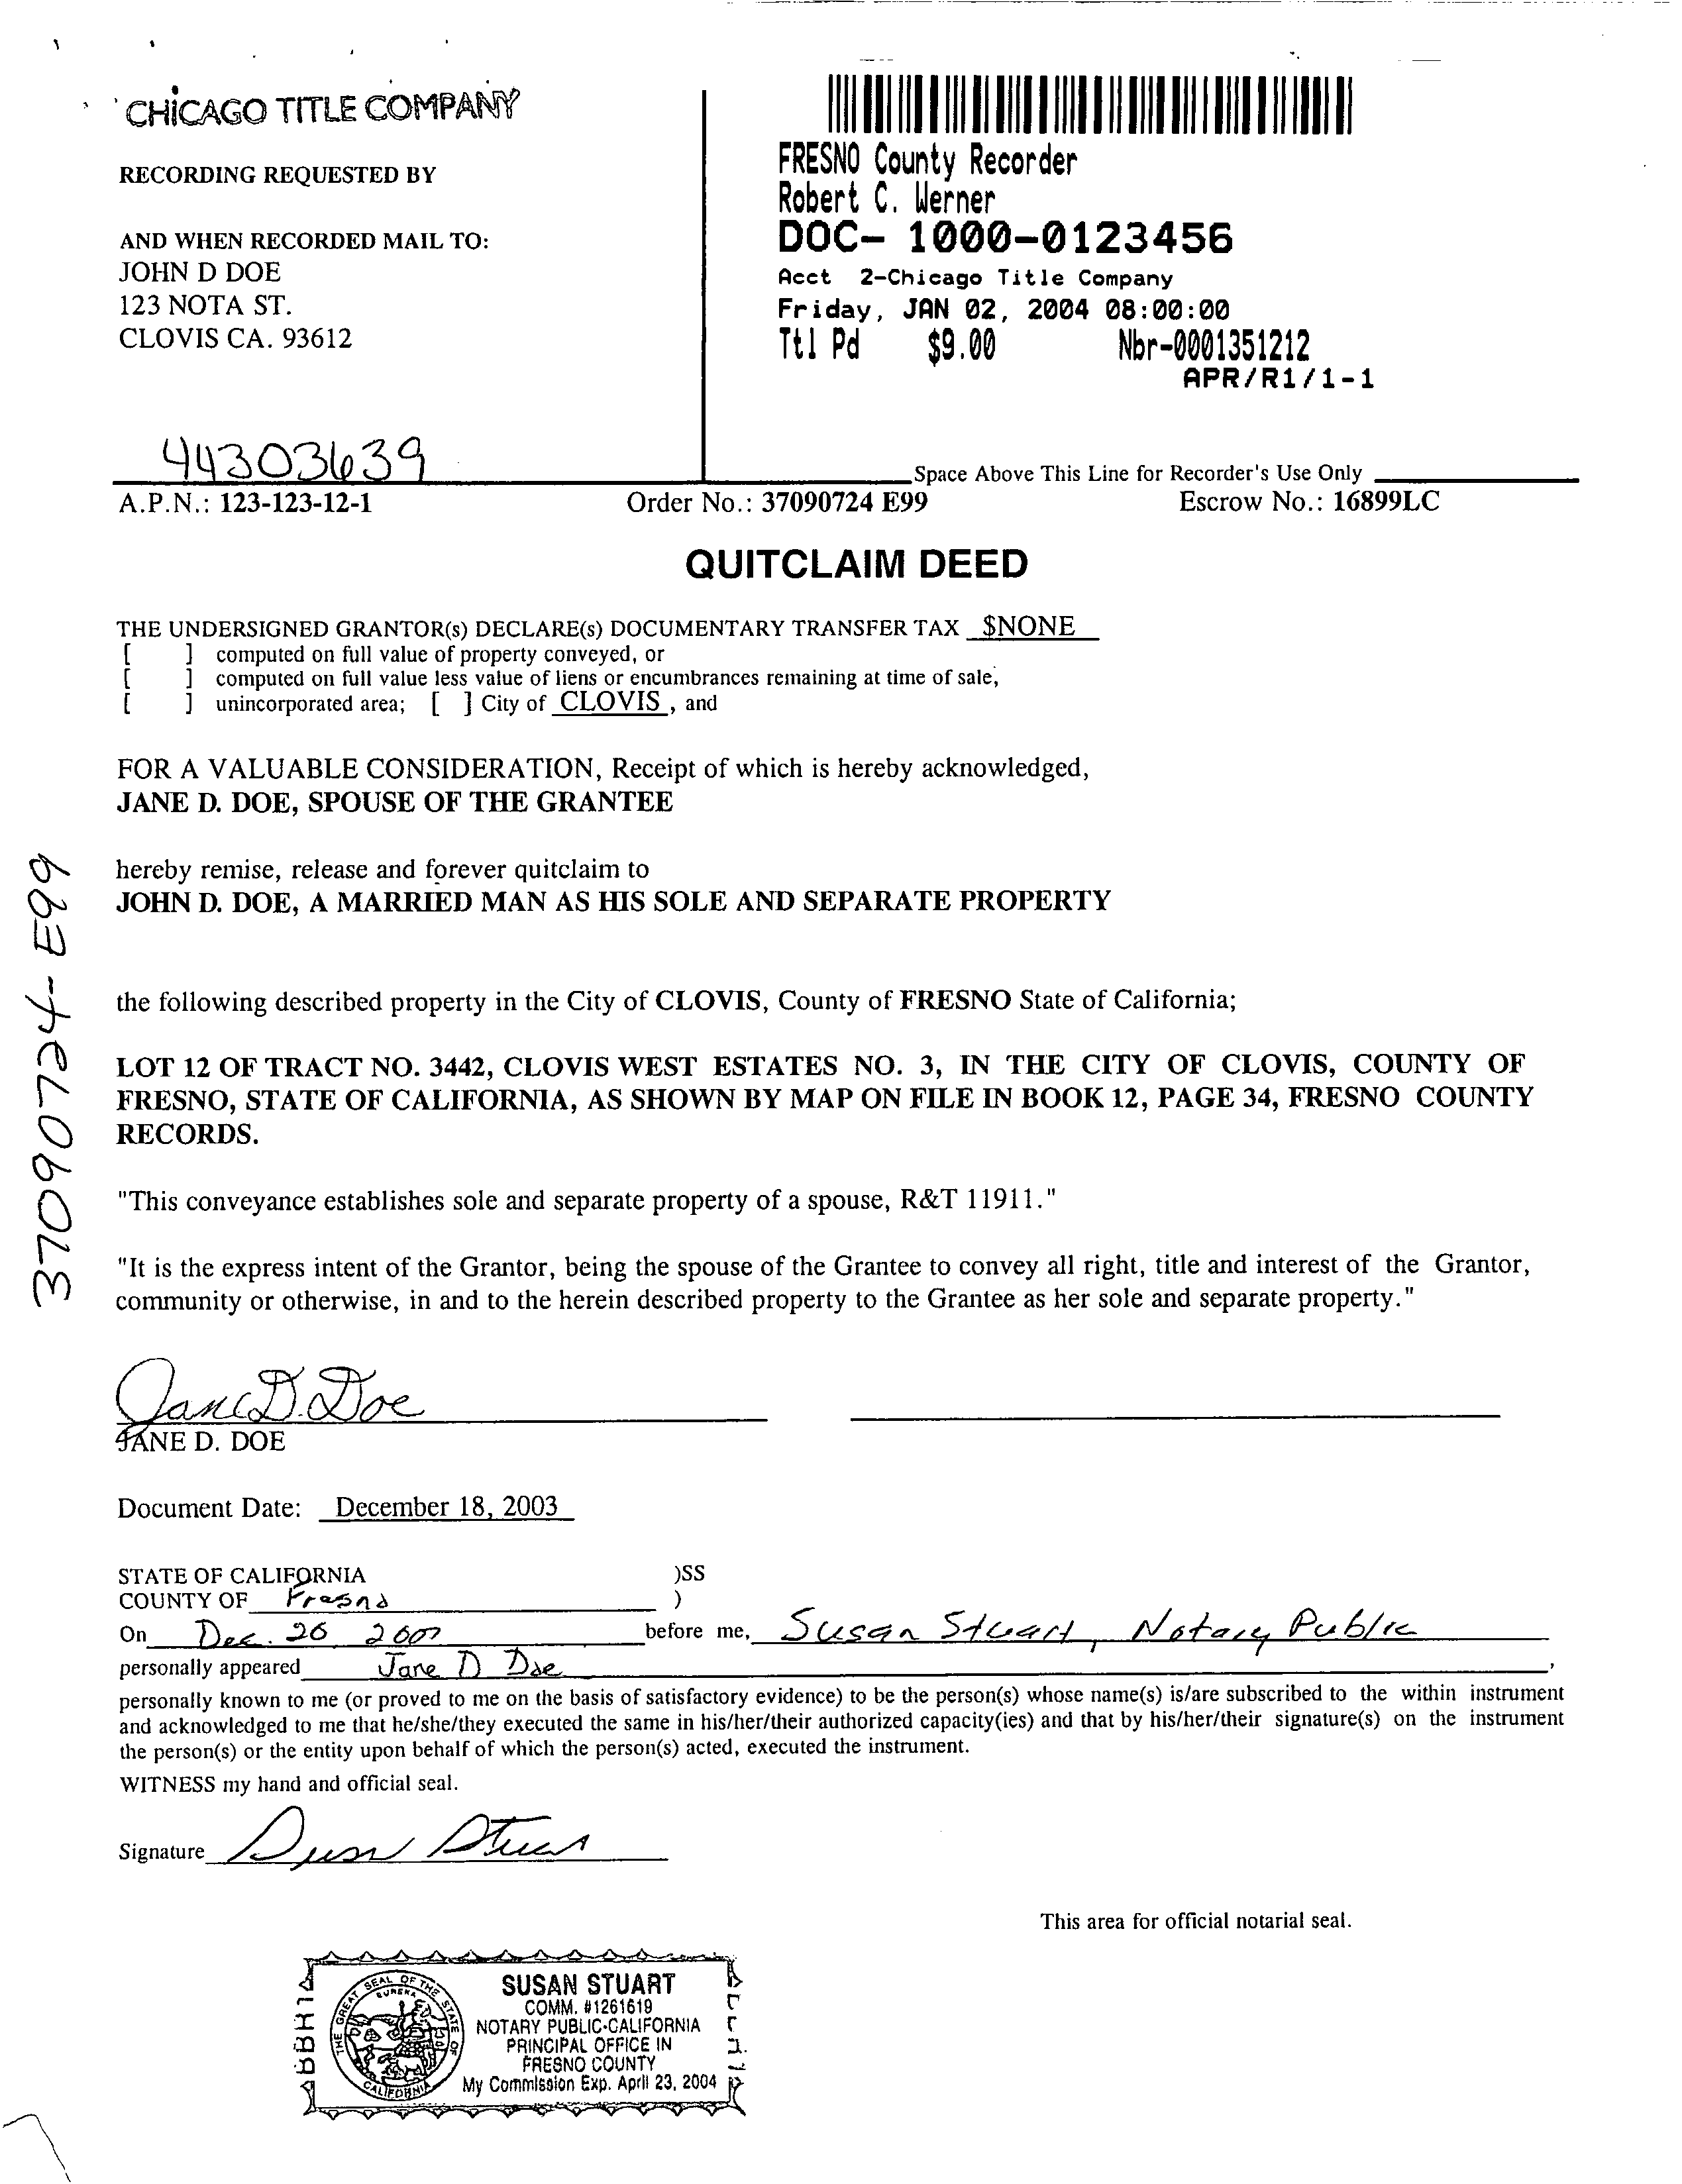 CHICAGO TITLE COMPANY
RECORDING REQUESTED BY
AND WHEN RECORDED MAIL TO:
JOHN D DOE
123 NOTA ST.
CLOVIS CA. 93612
44303639
FRESNO County Recorder
Robert C. Werner
DOC- 1000-0123456
Acct 2-Chicago Title Company
Friday, JAN 02, 2004 08:00:00
Ttl Pd $9.00 Nbr-0001351212
APR/R1/1-1
Space Above This Line for Recorder's Use Only
A.P.N.: 123-123-12-1 Order No.: 37090724 E99 Escrow No.: 16899LC
QUITCLAIM DEED
THE UNDERSIGNED GRANTOR(s) DECLARE(s) DOCUMENTARY TRANSFER TAX $NONE
[ ] computed on full value of property conveyed, or
[ ] computed on full value less value of liens or encumbrances remaining at time of sale,
[ ] unincorporated area; [ ] City of CLOVIS, and
FOR A VALUABLE CONSIDERATION, Receipt of which is hereby acknowledged,
JANE D. DOE, SPOUSE OF THE GRANTEE
hereby remise, release and forever quitclaim to
JOHN D. DOE, A MARRIED MAN AS HIS SOLE AND SEPARATE PROPERTY
the following described property in the City of CLOVIS, County of FRESNO State of California;
LOT 12 OF TRACT NO. 3442, CLOVIS WEST ESTATES NO. 3, IN THE CITY OF CLOVIS, COUNTY OF
FRESNO, STATE OF CALIFORNIA, AS SHOWN BY MAP ON FILE IN BOOK 12, PAGE 34, FRESNO COUNTY
RECORDS.
"This conveyance establishes sole and separate property of a spouse, R&T 11911."
"It is the express intent of the Grantor, being the spouse of the Grantee to convey all right, title and interest of the Grantor,
community or otherwise, in and to the herein described property to the Grantee as her sole and separate property."
37090724-E99
Jane D. Doe
JANE D. DOE
Document Date: December 18, 2003
STATE OF CALIFORNIA )SS
COUNTY OF Fresno )
On Dec. 26 before me, Susan Stuart, Notary Public
personally appeared Jane D Doe,
personally known to me (or proved to me on the basis of satisfactory evidence) to be the person(s) whose name(s) is/are subscribed to the within instrument
and acknowledged to me that he/she/they executed the same in his/her/their authorized capacity(ies) and that by his/her/their signature(s) on the instrument
the person(s) or the entity upon behalf of which the person(s) acted, executed the instrument.
WITNESS my hand and official seal.
Signature Susan Stuart
This area for official notarial seal.
THE GREAT SEAL OF THE STATE OF CALIFORNIA
EUREKA
SUSAN STUART
COMM. #1261619
NOTARY PUBLIC-CALIFORNIA
PRINCIPAL OFFICE IN
FRESNO COUNTY
My Commission Exp. April 23, 2004